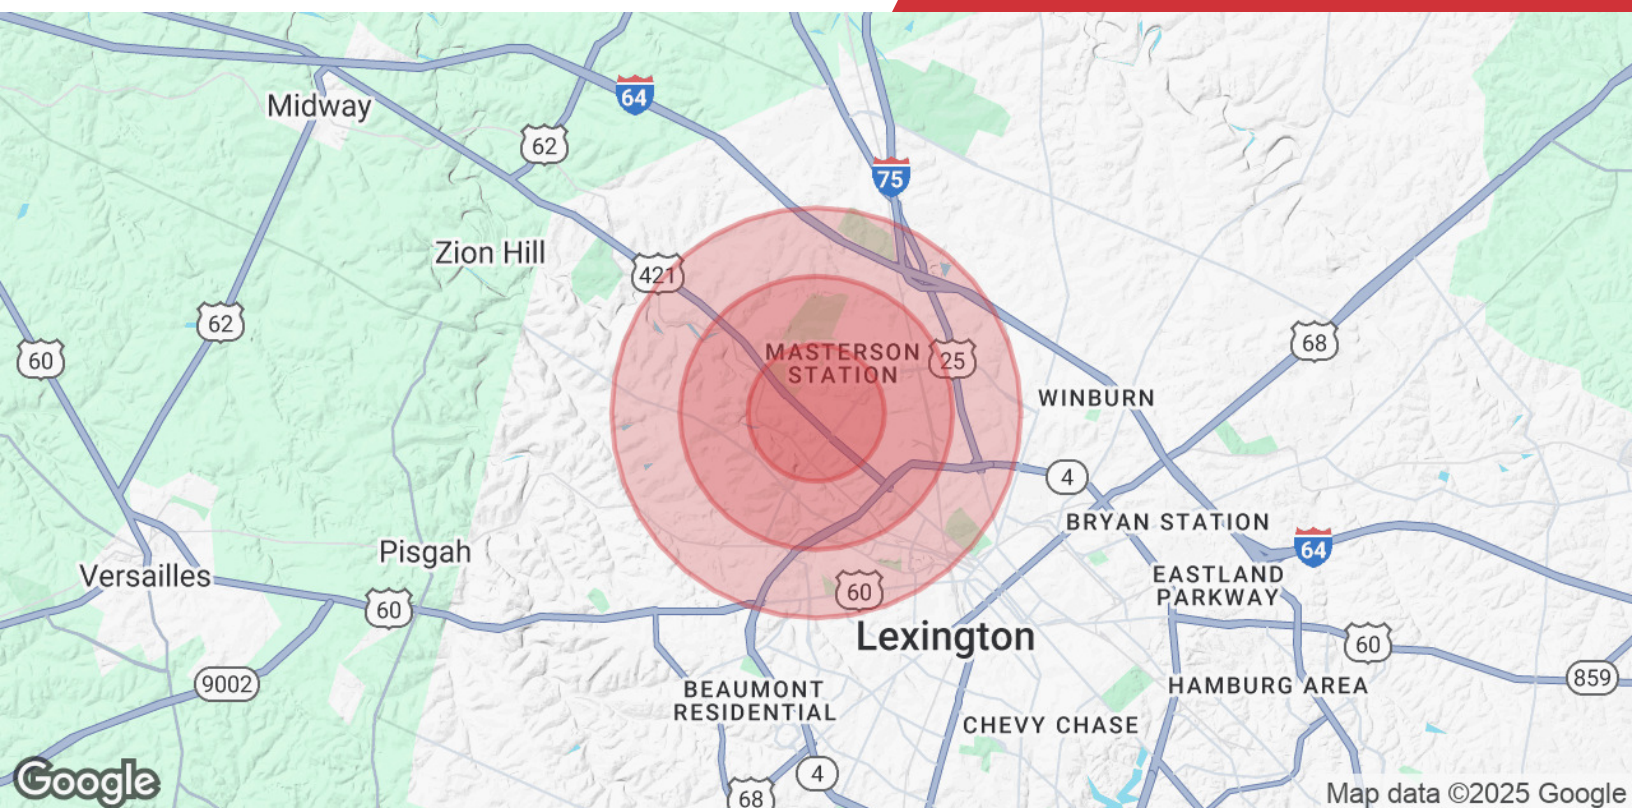 64
Midway
62
75
Zion Hill
421
62
60
68
MASTERSON
STATION
25
WINBURN
4
BRYAN STATION
64
Pisgah
Versailles
EASTLAND
PARKWAY
60
60
Lexington
60
859
9002
HAMBURG AREA
BEAUMONT
RESIDENTIAL
CHEVY CHASE
4
68
Google
Map data ©2025 Google